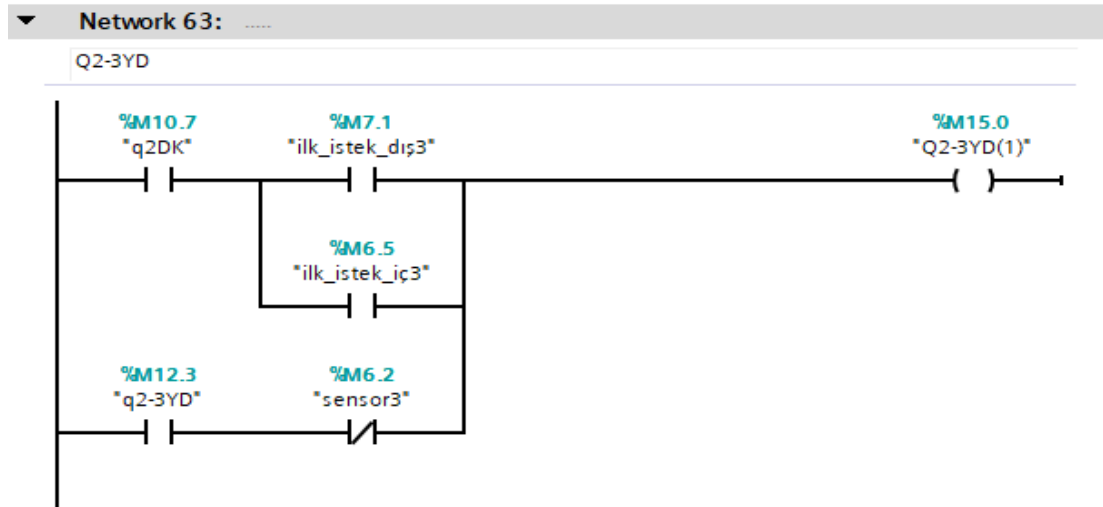 Network 63: .....
Q2-3YD
%M10.7 %M7.1 %M15.0
"q2DK" "ilk_istek_dış3" "Q2-3YD(1)"
%M6.5
"ilk_istek_iç3"
%M12.3 %M6.2
"q2-3YD" "sensor3"